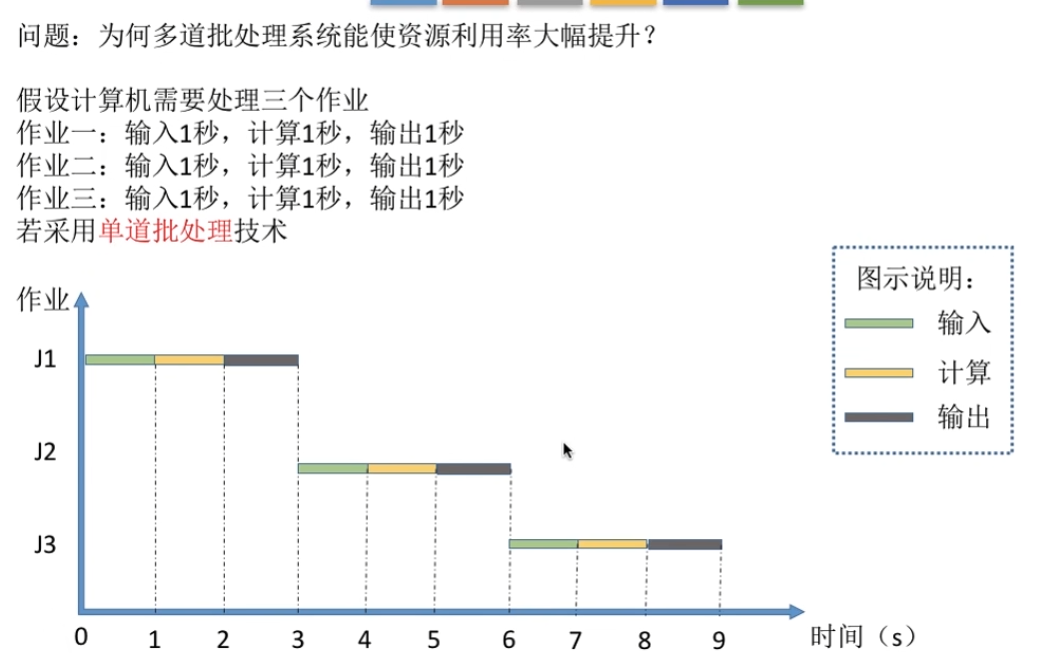 问题：为何多道批处理系统能使资源利用率大幅提升？
假设计算机需要处理三个作业
作业一：输入1秒，计算1秒，输出1秒
作业二：输入1秒，计算1秒，输出1秒
作业三：输入1秒，计算1秒，输出1秒
若采用单道批处理技术
图示说明：
输入
计算
输出
作业
J1
J2
J3
0 1 2 3 4 5 6 7 8 9 时间（s）